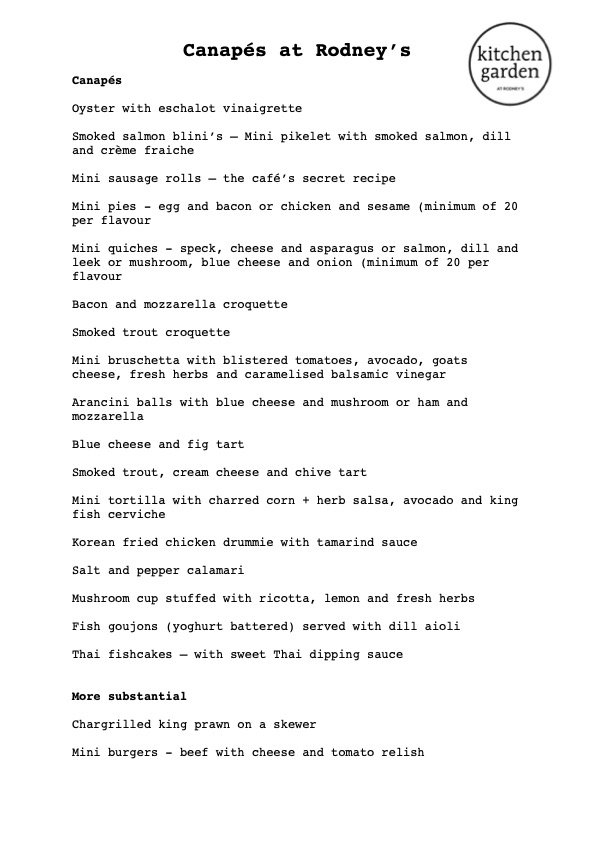 Canapés at Rodney’s
kitchen
garden
AT RODNEY'S
Canapés
Oyster with eschalot vinaigrette
Smoked salmon blini’s – Mini pikelet with smoked salmon, dill
and crème fraiche
Mini sausage rolls – the café’s secret recipe
Mini pies - egg and bacon or chicken and sesame (minimum of 20
per flavour
Mini quiches - speck, cheese and asparagus or salmon, dill and
leek or mushroom, blue cheese and onion (minimum of 20 per
flavour
Bacon and mozzarella croquette
Smoked trout croquette
Mini bruschetta with blistered tomatoes, avocado, goats
cheese, fresh herbs and caramelised balsamic vinegar
Arancini balls with blue cheese and mushroom or ham and
mozzarella
Blue cheese and fig tart
Smoked trout, cream cheese and chive tart
Mini tortilla with charred corn + herb salsa, avocado and king
fish cerviche
Korean fried chicken drummie with tamarind sauce
Salt and pepper calamari
Mushroom cup stuffed with ricotta, lemon and fresh herbs
Fish goujons (yoghurt battered) served with dill aioli
Thai fishcakes – with sweet Thai dipping sauce
More substantial
Chargrilled king prawn on a skewer
Mini burgers - beef with cheese and tomato relish